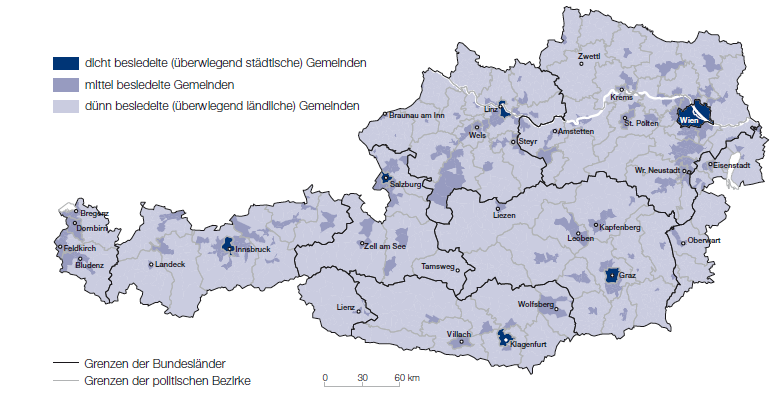 dicht besiedelte (überwiegend städtische) Gemeinden
mittel besiedelte Gemeinden
dünn besiedelte (überwiegend ländliche) Gemeinden
Zwettl
Krems
Linz
Wien
Braunau am Inn
St. Pölten
Amstetten
Wels
Steyr
Eisenstadt
Wr. Neustadt
Salzburg
Bregenz
Liezen
Dornbirn
Kapfenberg
Leoben
Oberwart
Feldkirch
Innsbruck
Zell am See
Bludenz
Landeck
Tamsweg
Graz
Lienz
Wolfsberg
Villach
Klagenfurt
Grenzen der Bundesländer
Grenzen der politischen Bezirke
0 30 60 km